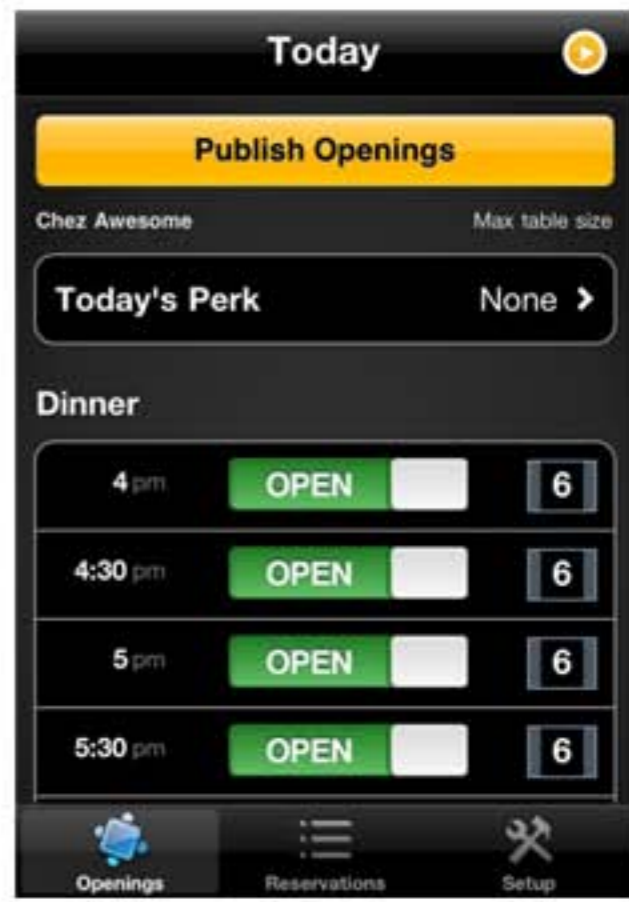 Today
Publish Openings
Chez Awesome Max table size
Today's Perk None
Dinner
4 pm OPEN 6
4:30 pm OPEN 6
5 pm OPEN 6
5:30 pm OPEN 6
Openings Reservations Setup